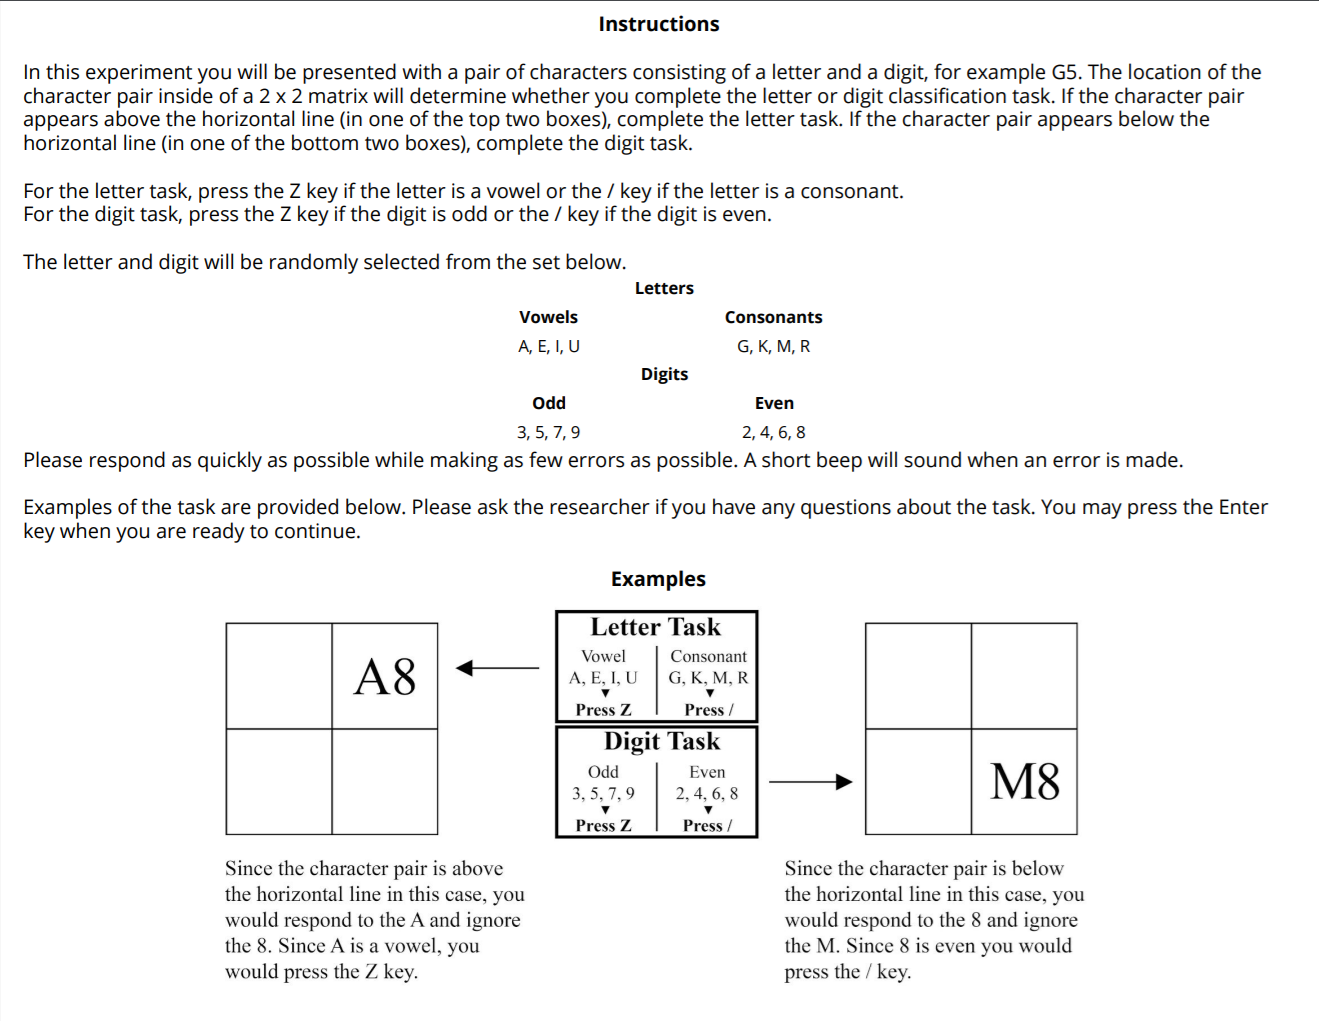 Instructions
In this experiment you will be presented with a pair of characters consisting of a letter and a digit, for example G5. The location of the
character pair inside of a 2 x 2 matrix will determine whether you complete the letter or digit classification task. If the character pair
appears above the horizontal line (in one of the top two boxes), complete the letter task. If the character pair appears below the
horizontal line (in one of the bottom two boxes), complete the digit task.
For the letter task, press the Z key if the letter is a vowel or the / key if the letter is a consonant.
For the digit task, press the Z key if the digit is odd or the / key if the digit is even.
The letter and digit will be randomly selected from the set below.
Letters
Vowels Consonants
A, E, I, U G, K, M, R
Digits
Odd Even
3, 5, 7, 9 2, 4, 6, 8
Please respond as quickly as possible while making as few errors as possible. A short beep will sound when an error is made.
Examples of the task are provided below. Please ask the researcher if you have any questions about the task. You may press the Enter
key when you are ready to continue.
Examples
A8
Letter Task
Vowel Consonant
A, E, I, U G, K, M, R
Press Z Press /
Digit Task
Odd Even
3, 5, 7, 9 2, 4, 6, 8
Press Z Press /
M8
Since the character pair is above
the horizontal line in this case, you
would respond to the A and ignore
the 8. Since A is a vowel, you
would press the Z key.
Since the character pair is below
the horizontal line in this case, you
would respond to the 8 and ignore
the M. Since 8 is even you would
press the / key.